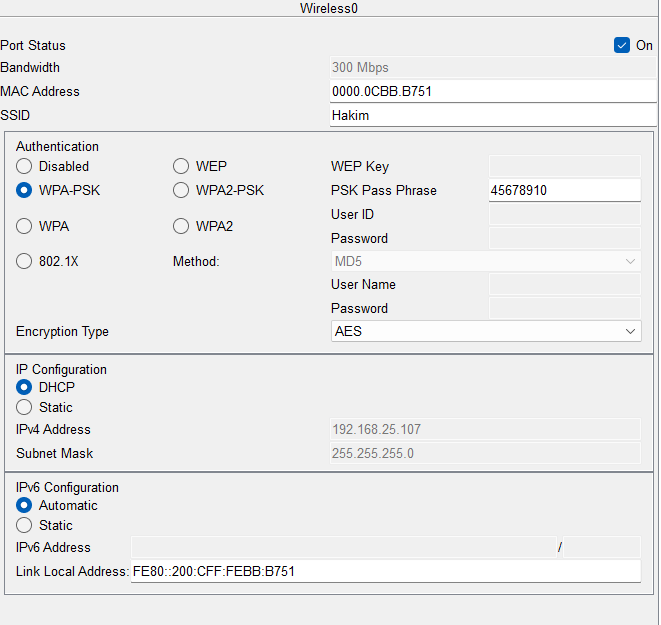 Wireless0
Port Status On
Bandwidth 300 Mbps
MAC Address 0000.0CBB.B751
SSID Hakim
Authentication
Disabled WEP WEP Key
WPA-PSK WPA2-PSK PSK Pass Phrase 45678910
User ID
WPA WPA2
Password
802.1X Method: MD5
User Name
Password
Encryption Type AES
IP Configuration
DHCP
Static
IPv4 Address 192.168.25.107
Subnet Mask 255.255.255.0
IPv6 Configuration
Automatic
Static
IPv6 Address /
Link Local Address: FE80::200:CFF:FEBB:B751